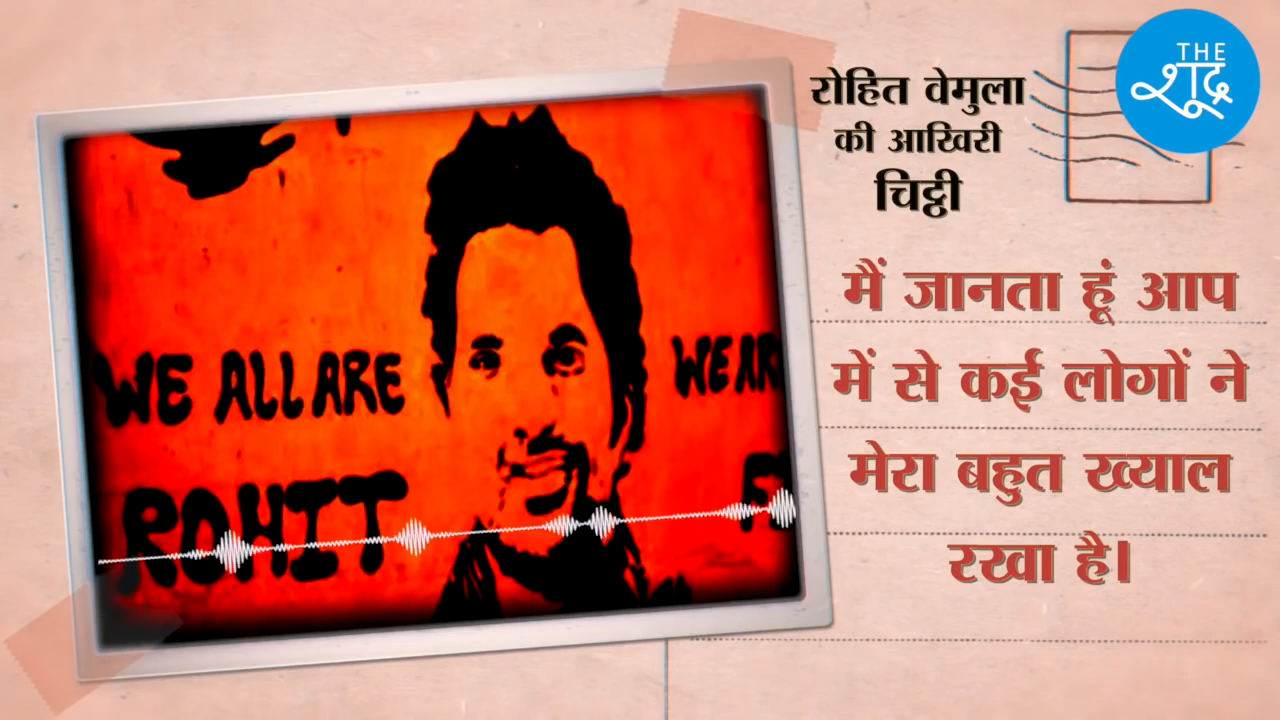 THE
शूद्र
रोहित वेमुला
की आखिरी
चिट्ठी
WE ALL ARE
ROHIT
WE AR
मैं जानता हूं आप
में से कई लोगों ने
मेरा बहुत ख्याल
रखा है।